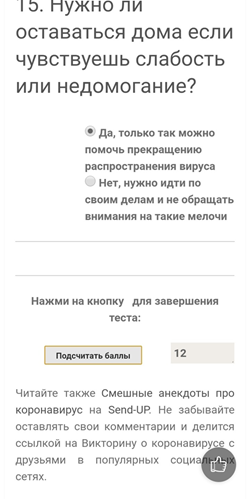 15. Нужно ли
оставаться дома если
чувствуешь слабость
или недомогание?
Да, только так можно
помочь прекращению
распространения вируса
Нет, нужно идти по
своим делам и не обращать
внимания на такие мелочи
Нажми на кнопку для завершения
теста:
Подсчитать баллы
12
Читайте также Смешные анекдоты про
коронавирус на Send-UP. Не забывайте
оставлять свои комментарии и делится
ссылкой на Викторину о коронавирусе с
друзьями в популярных социальных
сетях.